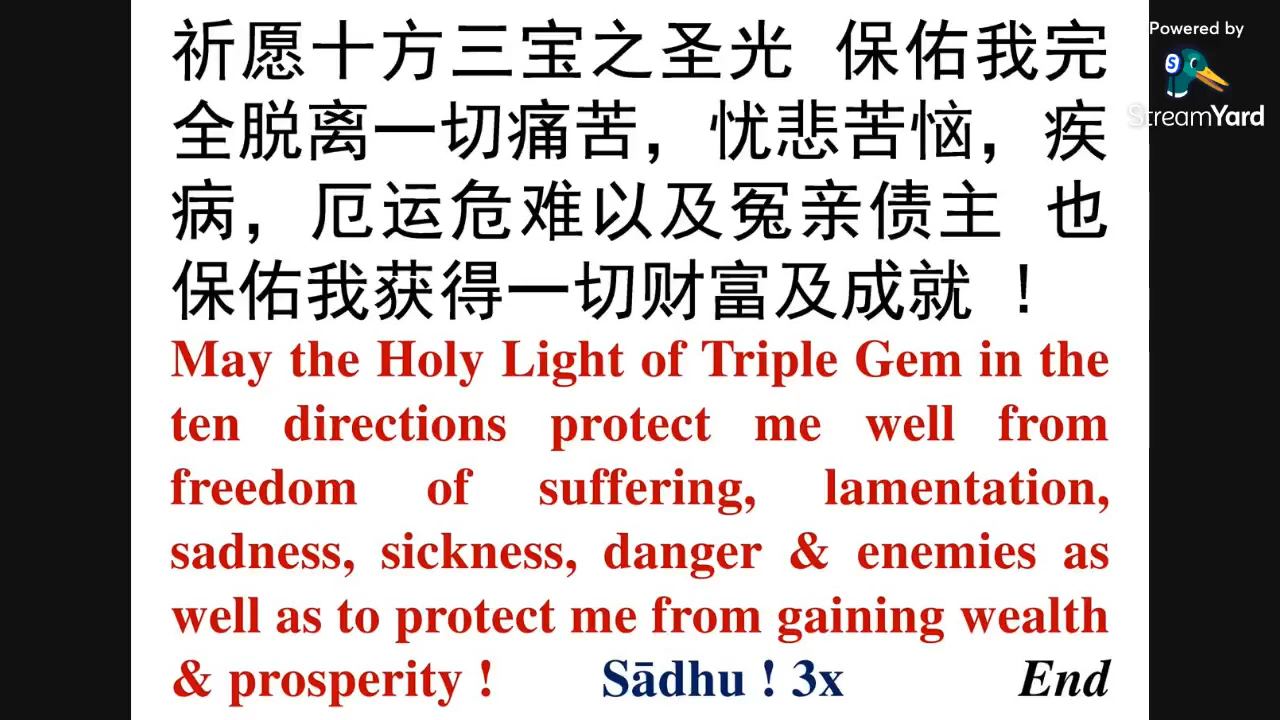 祈愿十方三宝之圣光 保佑我完
全脱离一切痛苦，忧悲苦恼，疾
病，厄运危难以及冤亲债主 也
保佑我获得一切财富及成就 ！
May the Holy Light of Triple Gem in the
ten directions protect me well from
freedom of suffering, lamentation,
sadness, sickness, danger & enemies as
well as to protect me from gaining wealth
& prosperity ! Sādhu ! 3x End
Powered by
StreamYard